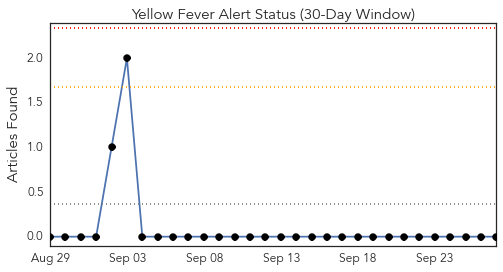 Yellow Fever Alert Status (30-Day Window)
Articles Found
2.0
1.5
1.0
0.5
0.0
Aug 29 Sep 03 Sep 08 Sep 13 Sep 18 Sep 23